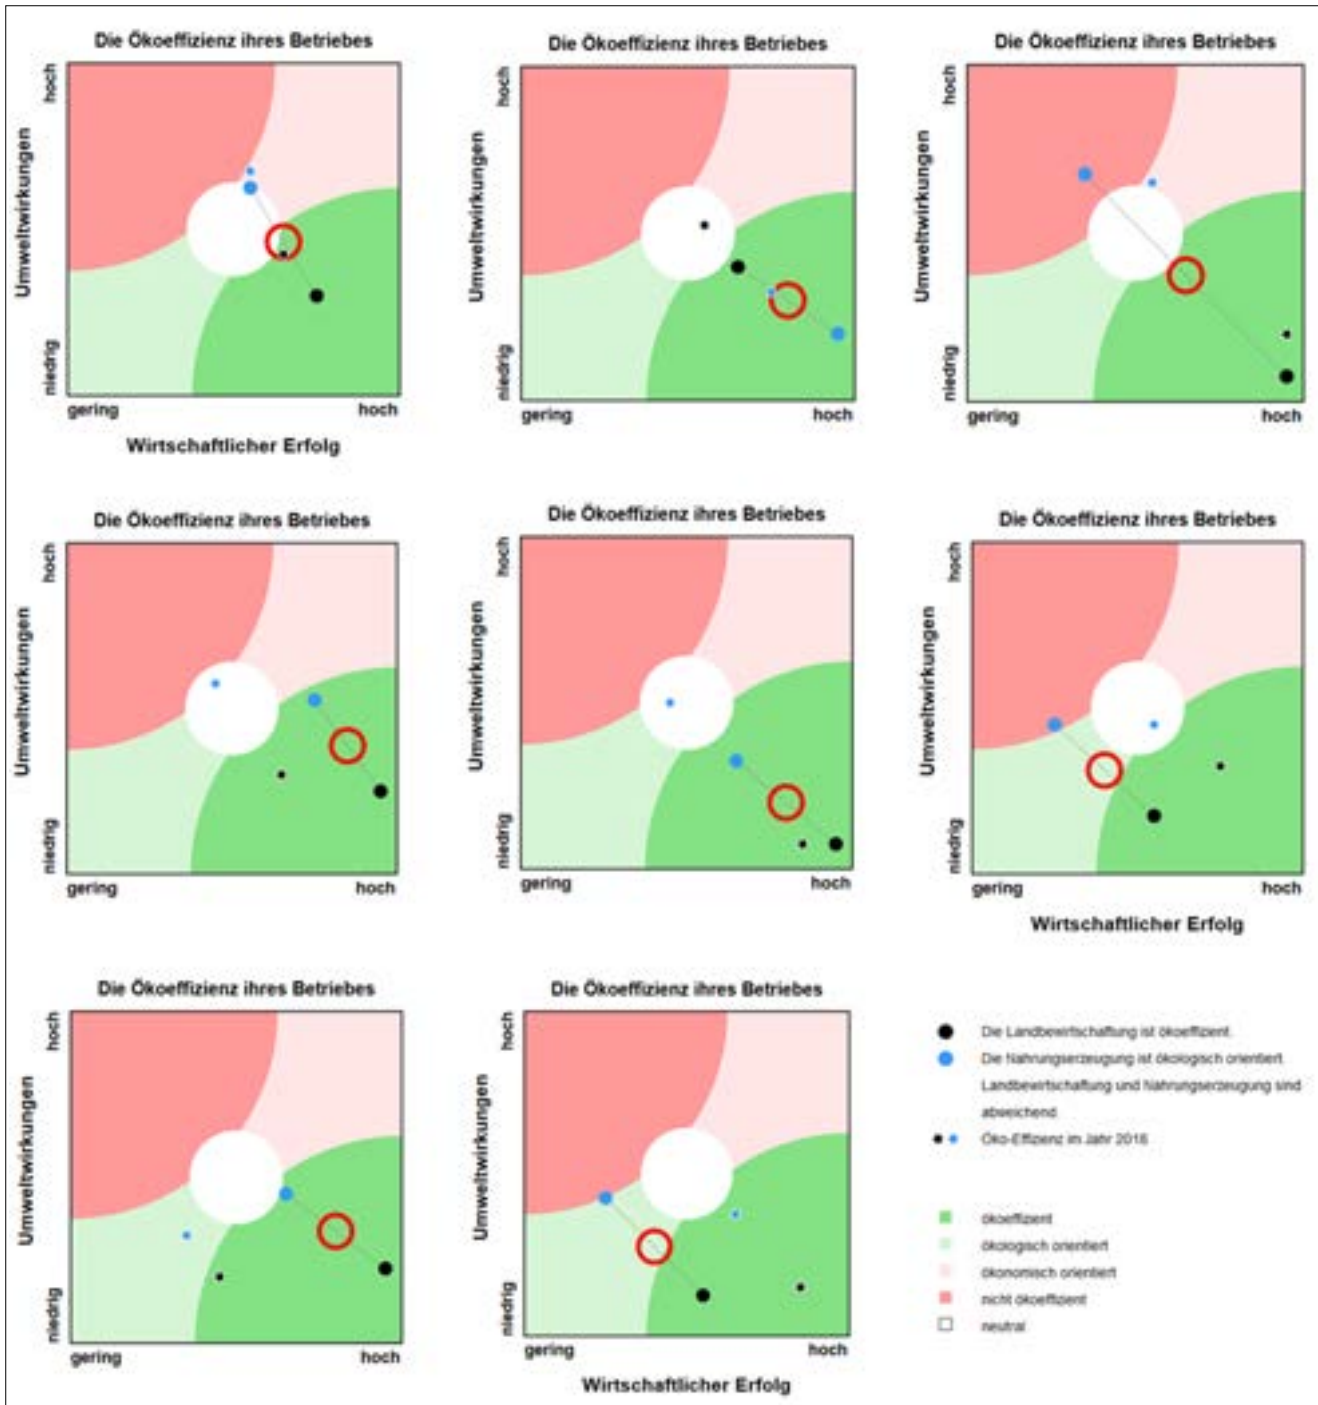 Die Ökoeffizienz ihres Betriebes
hoch
Umweltwirkungen
niedrig
gering hoch
Wirtschaftlicher Erfolg
Die Ökoeffizienz ihres Betriebes
hoch
Umweltwirkungen
niedrig
gering hoch
Die Ökoeffizienz ihres Betriebes
hoch
Umweltwirkungen
niedrig
gering hoch
Die Ökoeffizienz ihres Betriebes
hoch
Umweltwirkungen
niedrig
gering hoch
Die Ökoeffizienz ihres Betriebes
hoch
Umweltwirkungen
niedrig
gering hoch
Die Ökoeffizienz ihres Betriebes
hoch
Umweltwirkungen
niedrig
gering hoch
Wirtschaftlicher Erfolg
Die Ökoeffizienz ihres Betriebes
hoch
Umweltwirkungen
niedrig
gering hoch
Die Ökoeffizienz ihres Betriebes
hoch
Umweltwirkungen
niedrig
gering hoch
Wirtschaftlicher Erfolg
Die Landbewirtschaftung ist ökoeffizent.
Die Nahrungserzeugung ist ökologisch orientiert
Landbewirtschaftung und Nahrungserzeugung sind
abweichend
Öko-Effizenz im Jahr 2016
ökoeffizent
ökologisch orientiert
ökonomisch orientiert
nicht ökoeffizent
neutral